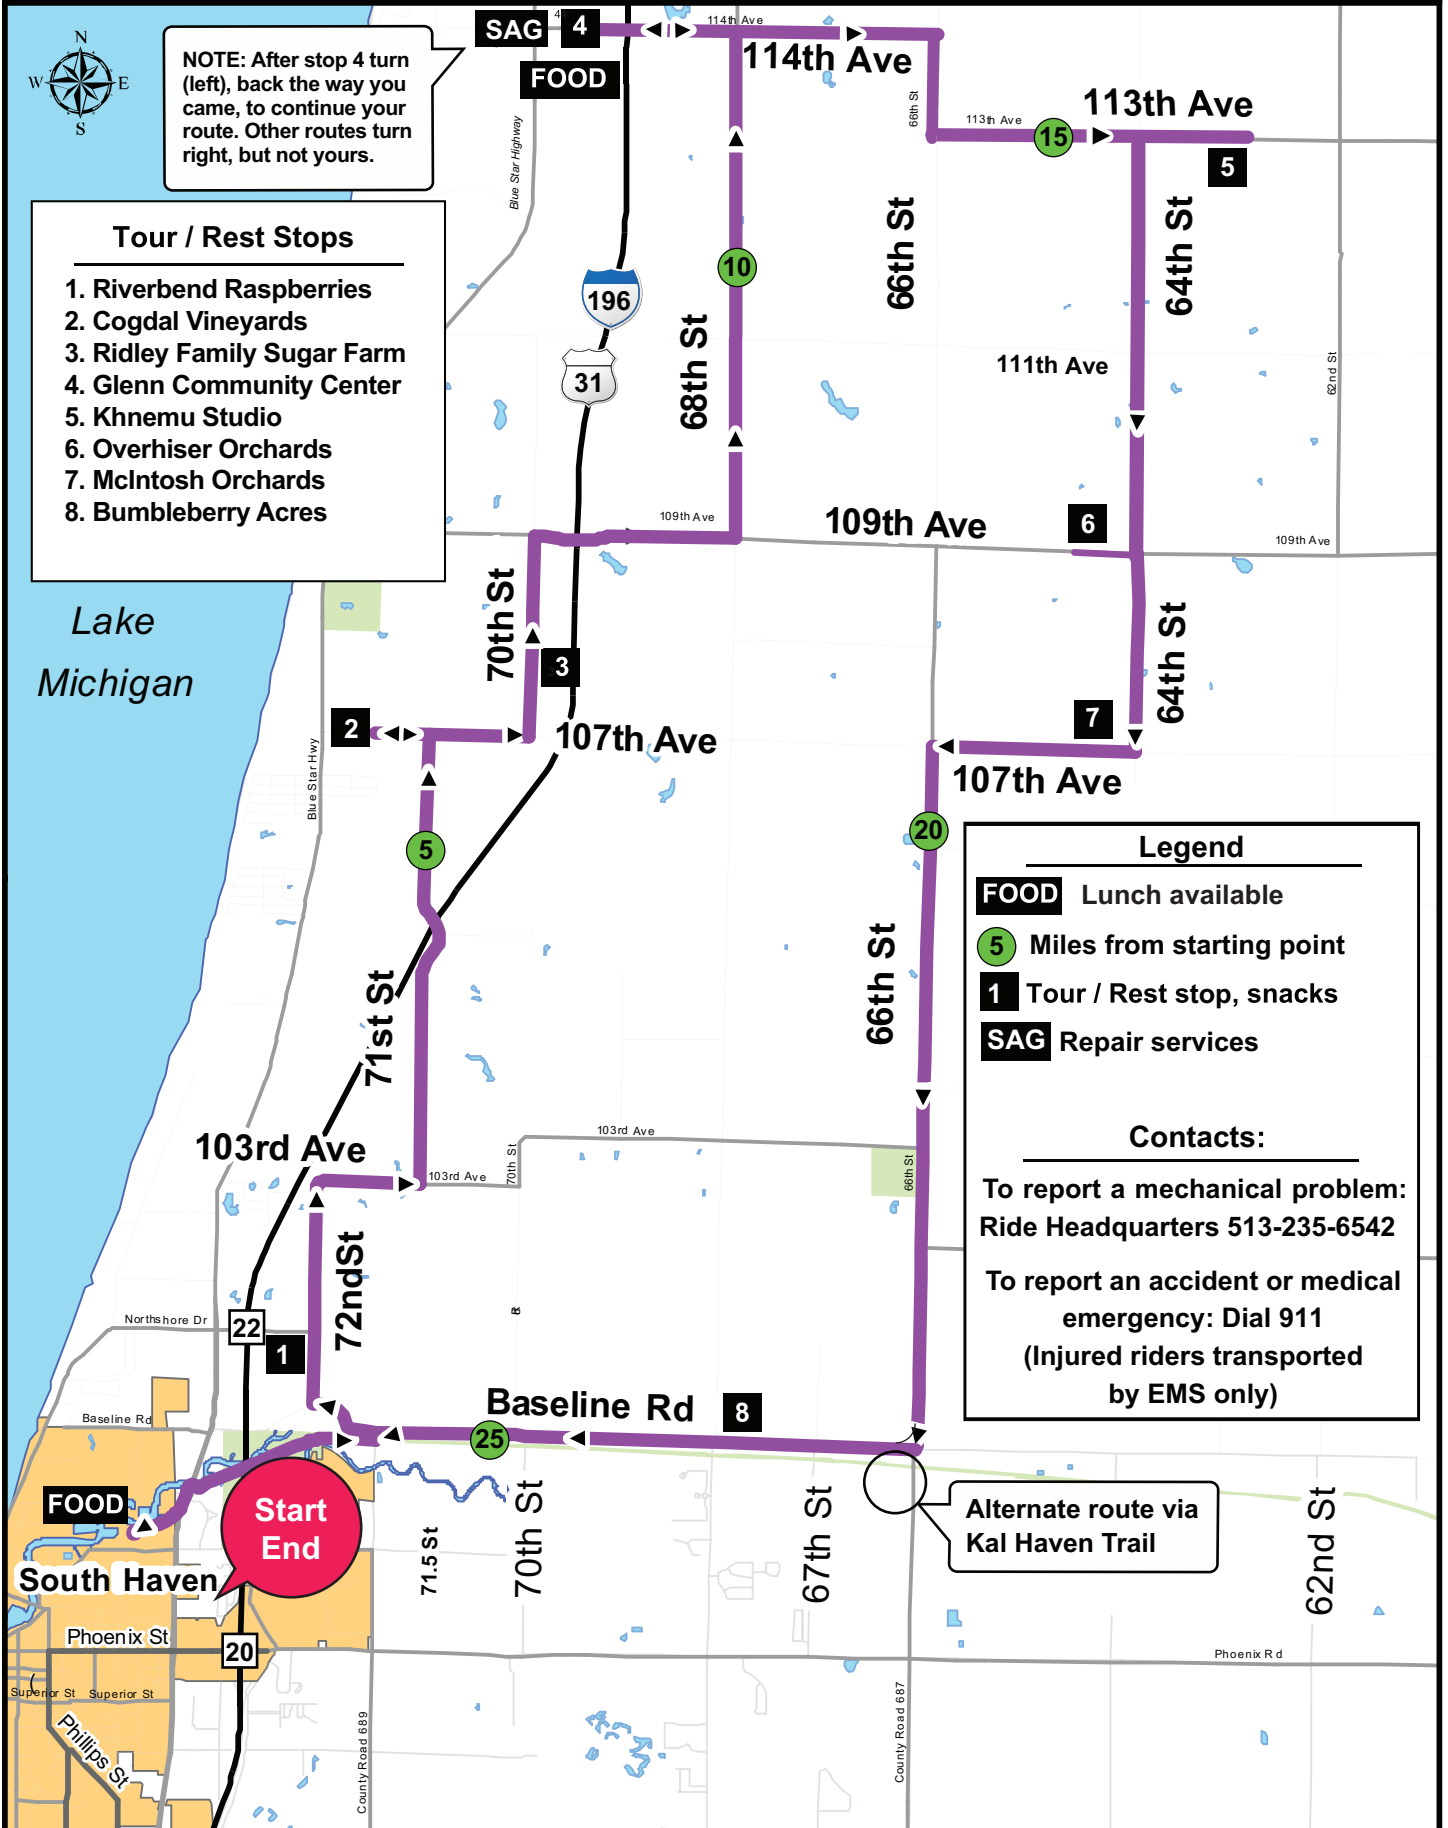 N
W
E
S
NOTE: After stop 4 turn
(left), back the way you
came, to continue your
route. Other routes turn
right, but not yours.
SAG
4
FOOD
114th Ave
114th Ave
113th Ave
113th Ave
66th St
15
5
Blue Star Highway
Tour / Rest Stops
1. Riverbend Raspberries
2. Cogdal Vineyards
3. Ridley Family Sugar Farm
4. Glenn Community Center
5. Khnemu Studio
6. Overhiser Orchards
7. McIntosh Orchards
8. Bumbleberry Acres
196
31
10
68th St
66th St
64th St
111th Ave
62nd St
109th Ave
109th Ave
6
109th Ave
Lake
Michigan
70th St
3
64th St
2
107th Ave
7
107th Ave
Blue Star Hwy
5
20
66th St
71st St
Legend
FOOD Lunch available
5 Miles from starting point
1 Tour / Rest stop, snacks
SAG Repair services
Contacts:
To report a mechanical problem:
Ride Headquarters 513-235-6542
To report an accident or medical
emergency: Dial 911
(Injured riders transported
by EMS only)
103rd Ave
103rd Ave
70th St
103rd Ave
66th St
72ndSt
Northshore Dr
22
1
Baseline Rd
8
Baseline Rd
25
FOOD
Start
End
South Haven
71.5 St
70th St
67th St
62nd St
Alternate route via
Kal Haven Trail
Phoenix St
20
Phoenix Rd
Superior St
Superior St
Phillips St
County Road 689
County Road 687